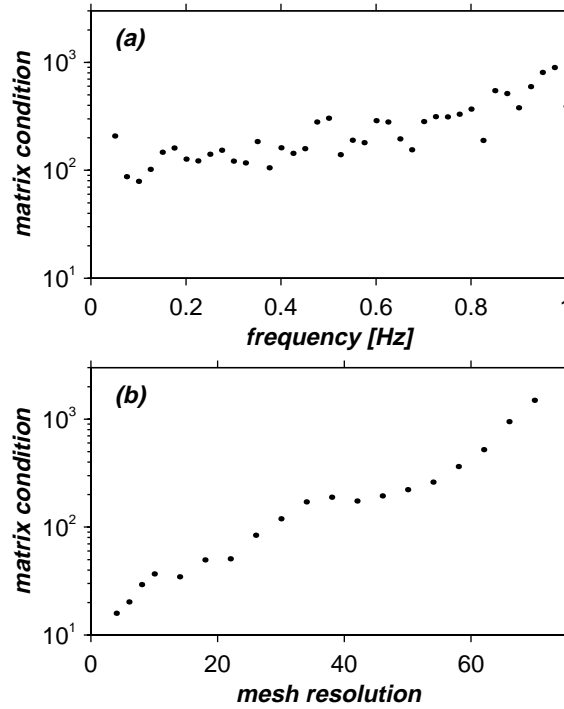 (a)
10³
10²
10¹
matrix condition
0 0.2 0.4 0.6 0.8 1
frequency [Hz]
(b)
10³
10²
10¹
matrix condition
0 20 40 60
mesh resolution